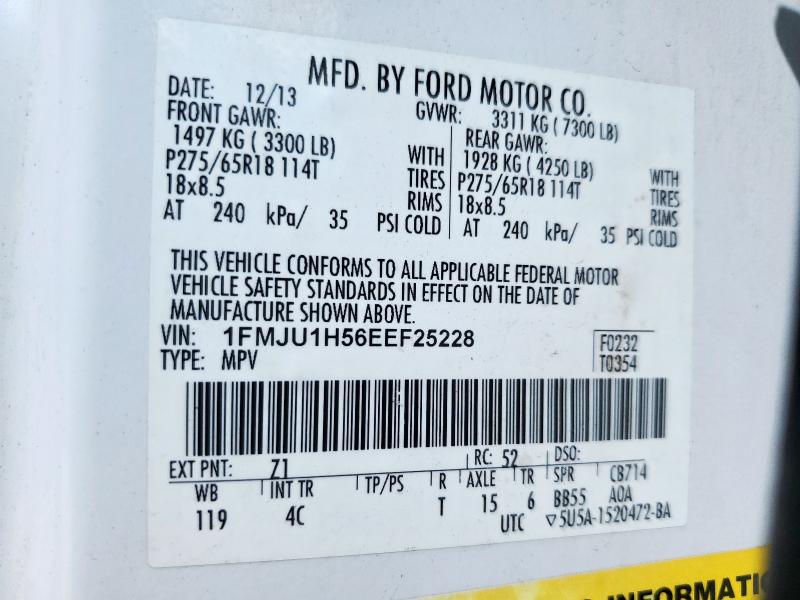 MFD. BY FORD MOTOR CO.
DATE: 12/13
GVWR: 3311 KG ( 7300 LB)
FRONT GAWR:
1497 KG ( 3300 LB) WITH
P275/65R18 114T TIRES
18x8.5 RIMS
AT 240 kPa/ 35 PSI COLD
REAR GAWR:
1928 KG ( 4250 LB) WITH
P275/65R18 114T TIRES
18x8.5 RIMS
AT 240 kPa/ 35 PSI COLD
THIS VEHICLE CONFORMS TO ALL APPLICABLE FEDERAL MOTOR
VEHICLE SAFETY STANDARDS IN EFFECT ON THE DATE OF
MANUFACTURE SHOWN ABOVE.
VIN: 1FMJU1H56EEF25228
TYPE: MPV
F0232
T0354
EXT PNT: Z1 RC: 52 DSO:
WB INT TR TP/PS R AXLE TR SPR CB714
119 4C T 15 6 BB55 AOA
UTC ▽5U5A-1520472-BA
INFORMATIO